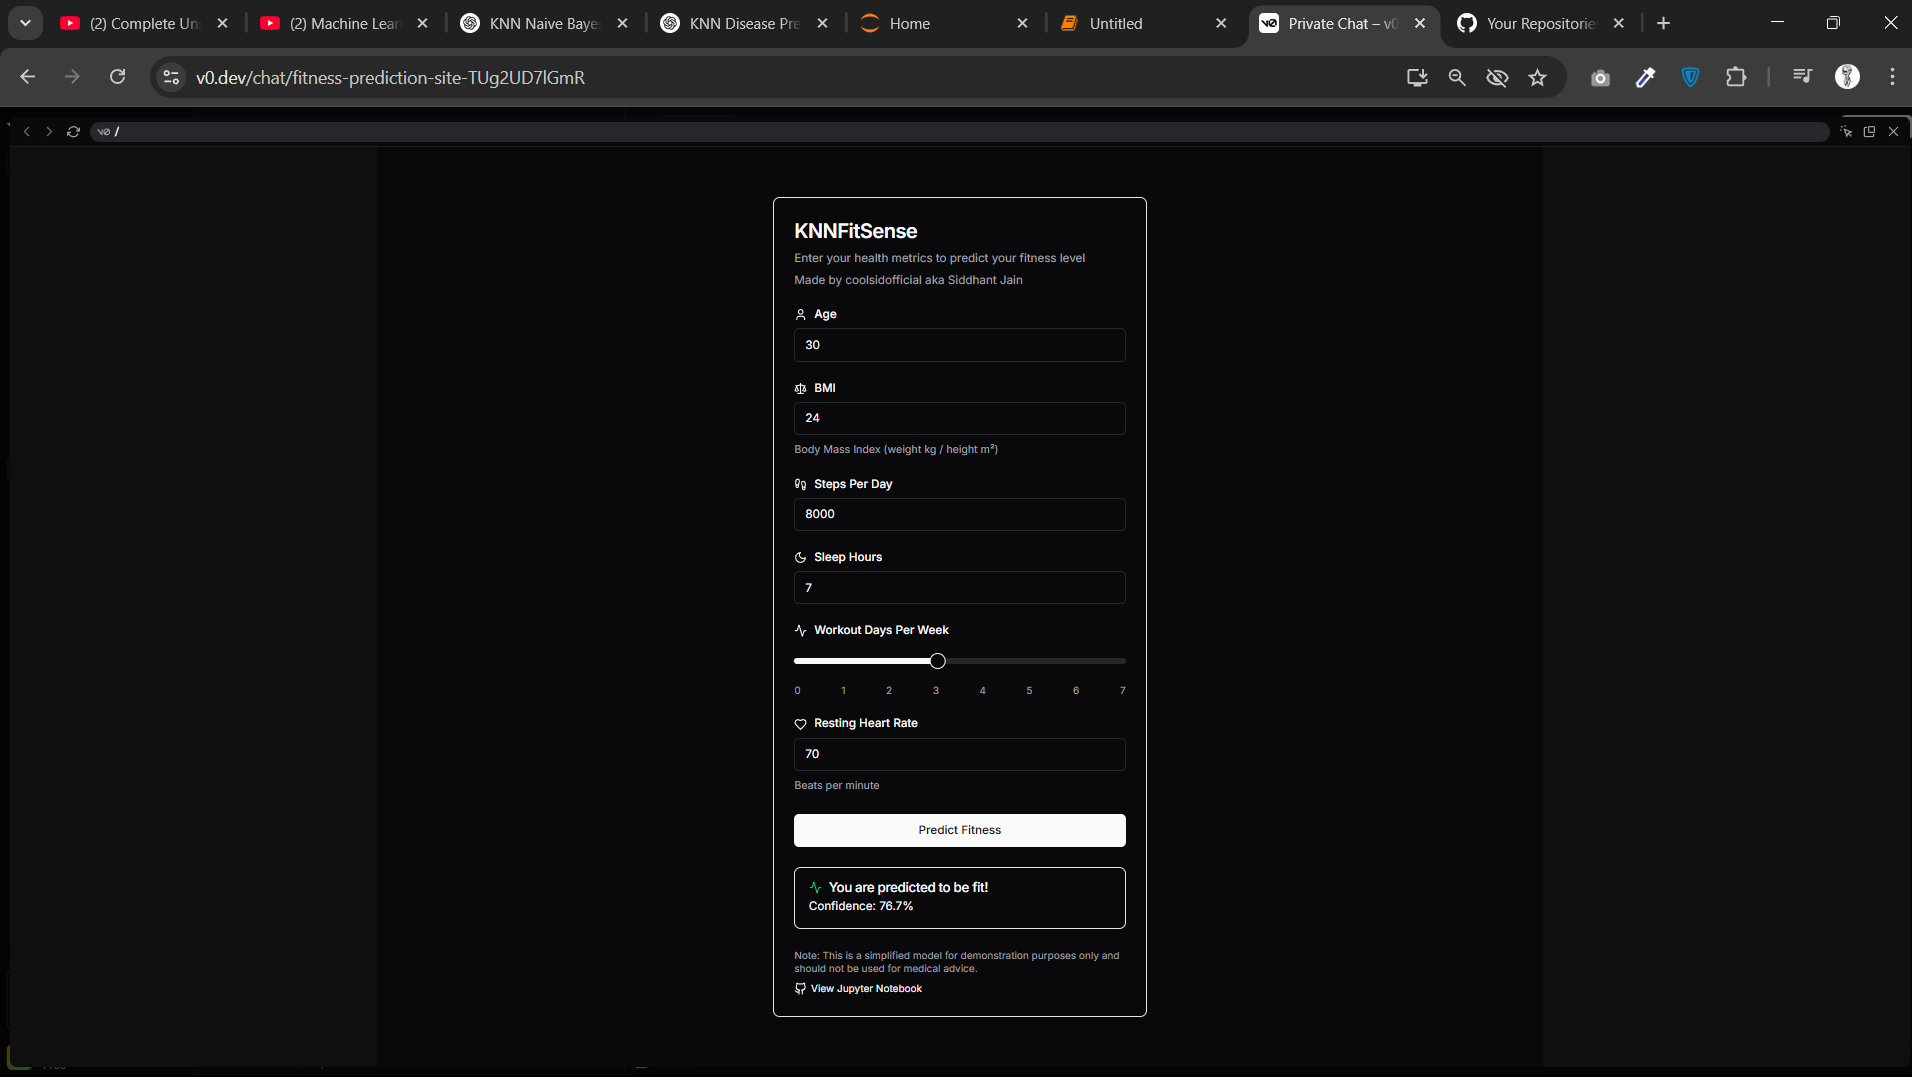 (2) Complete Un
(2) Machine Lear
KNN Naive Baye
KNN Disease Pre
Home
Untitled
Private Chat – v0
Your Repositorie
v0.dev/chat/fitness-prediction-site-TUg2UD7lGmR
v0 /
KNNFitSense
Enter your health metrics to predict your fitness level
Made by coolsidofficial aka Siddhant Jain
Age
30
BMI
24
Body Mass Index (weight kg / height m²)
Steps Per Day
8000
Sleep Hours
7
Workout Days Per Week
0 1 2 3 4 5 6 7
Resting Heart Rate
70
Beats per minute
Predict Fitness
You are predicted to be fit!
Confidence: 76.7%
Note: This is a simplified model for demonstration purposes only and
should not be used for medical advice.
View Jupyter Notebook